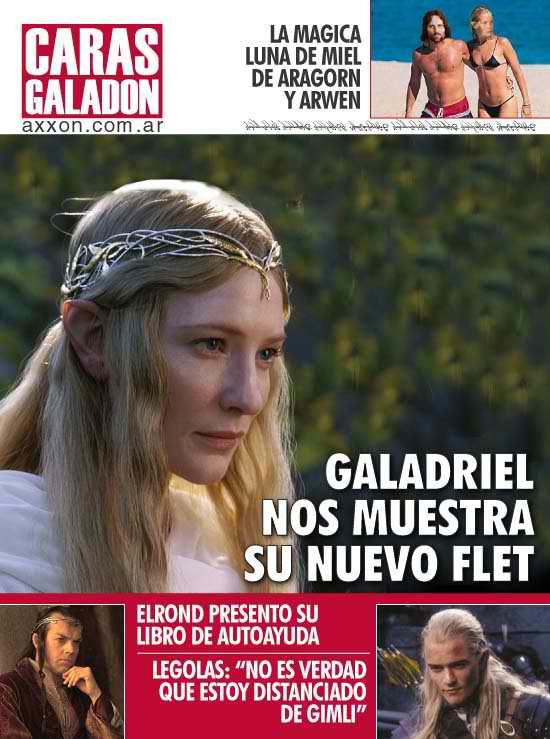 CARAS
GALADON
axxon.com.ar
LA MAGICA
LUNA DE MIEL
DE ARAGORN
Y ARWEN
GALADRIEL
NOS MUESTRA
SU NUEVO FLET
ELROND PRESENTO SU
LIBRO DE AUTOAYUDA
LEGOLAS: “NO ES VERDAD
QUE ESTOY DISTANCIADO
DE GIMLI”